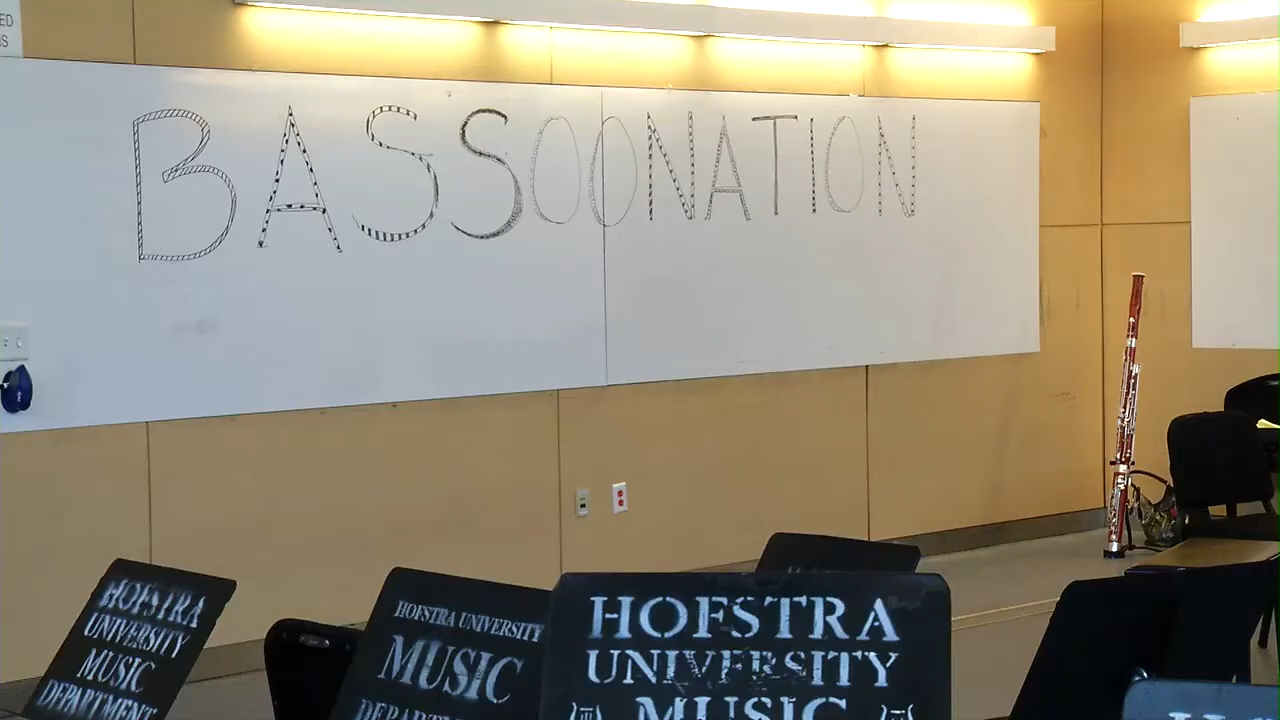 BASSOONATION
HOFSTRA
UNIVERSITY
MUSIC
DEPARTMENT
HOFSTRA UNIVERSITY
MUSIC
HOFSTRA
UNIVERSITY
MUSIC